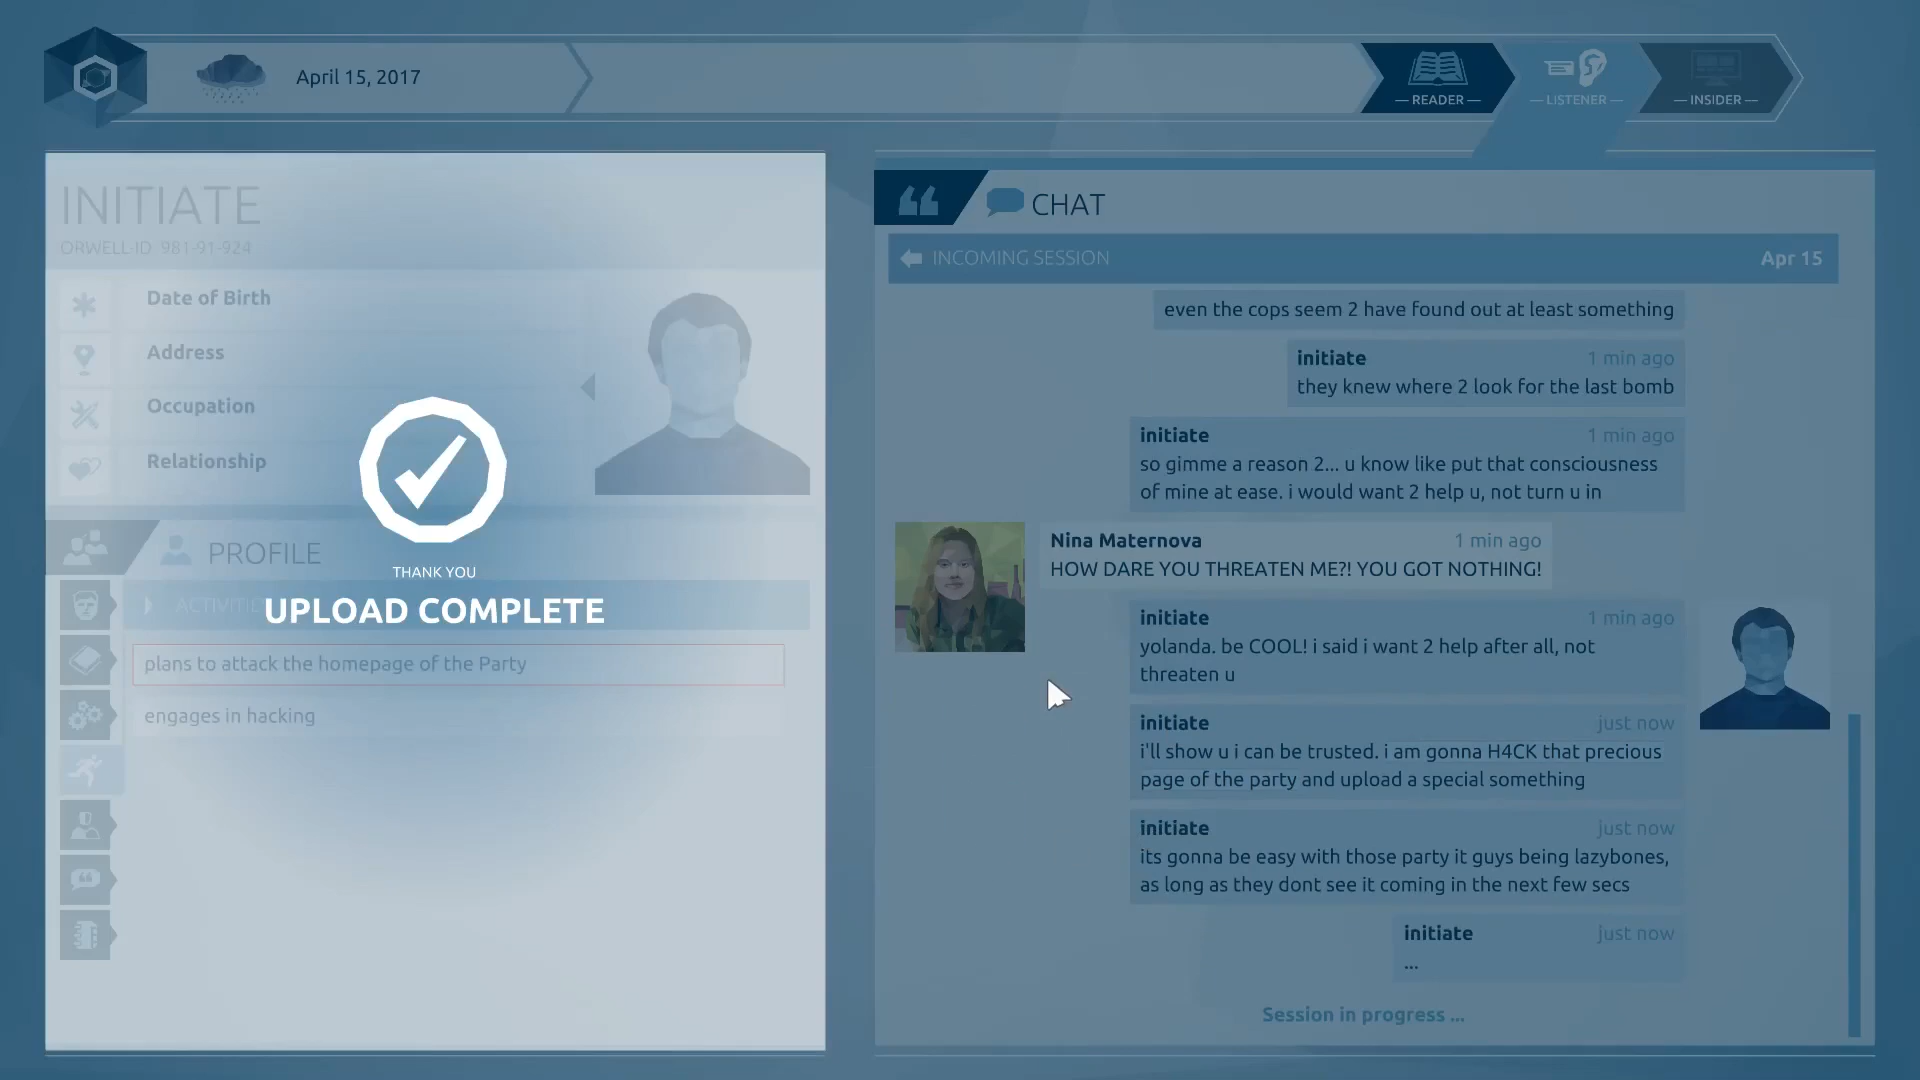 April 15, 2017
— READER —
— LISTENER —
— INSIDER —
INITIATE
ORWELL-ID 981-91-924
Date of Birth
Address
Occupation
Relationship
PROFILE
THANK YOU
UPLOAD COMPLETE
plans to attack the homepage of the Party
engages in hacking
CHAT
INCOMING SESSION
Apr 15
even the cops seem 2 have found out at least something
initiate 1 min ago
they knew where 2 look for the last bomb
initiate 1 min ago
so gimme a reason 2... u know like put that consciousness
of mine at ease. i would want 2 help u, not turn u in
Nina Maternova 1 min ago
HOW DARE YOU THREATEN ME?! YOU GOT NOTHING!
initiate 1 min ago
yolanda. be COOL! i said i want 2 help after all, not
threaten u
initiate just now
i'll show u i can be trusted. i am gonna H4CK that precious
page of the party and upload a special something
initiate just now
its gonna be easy with those party it guys being lazybones,
as long as they dont see it coming in the next few secs
initiate just now
...
Session in progress ...